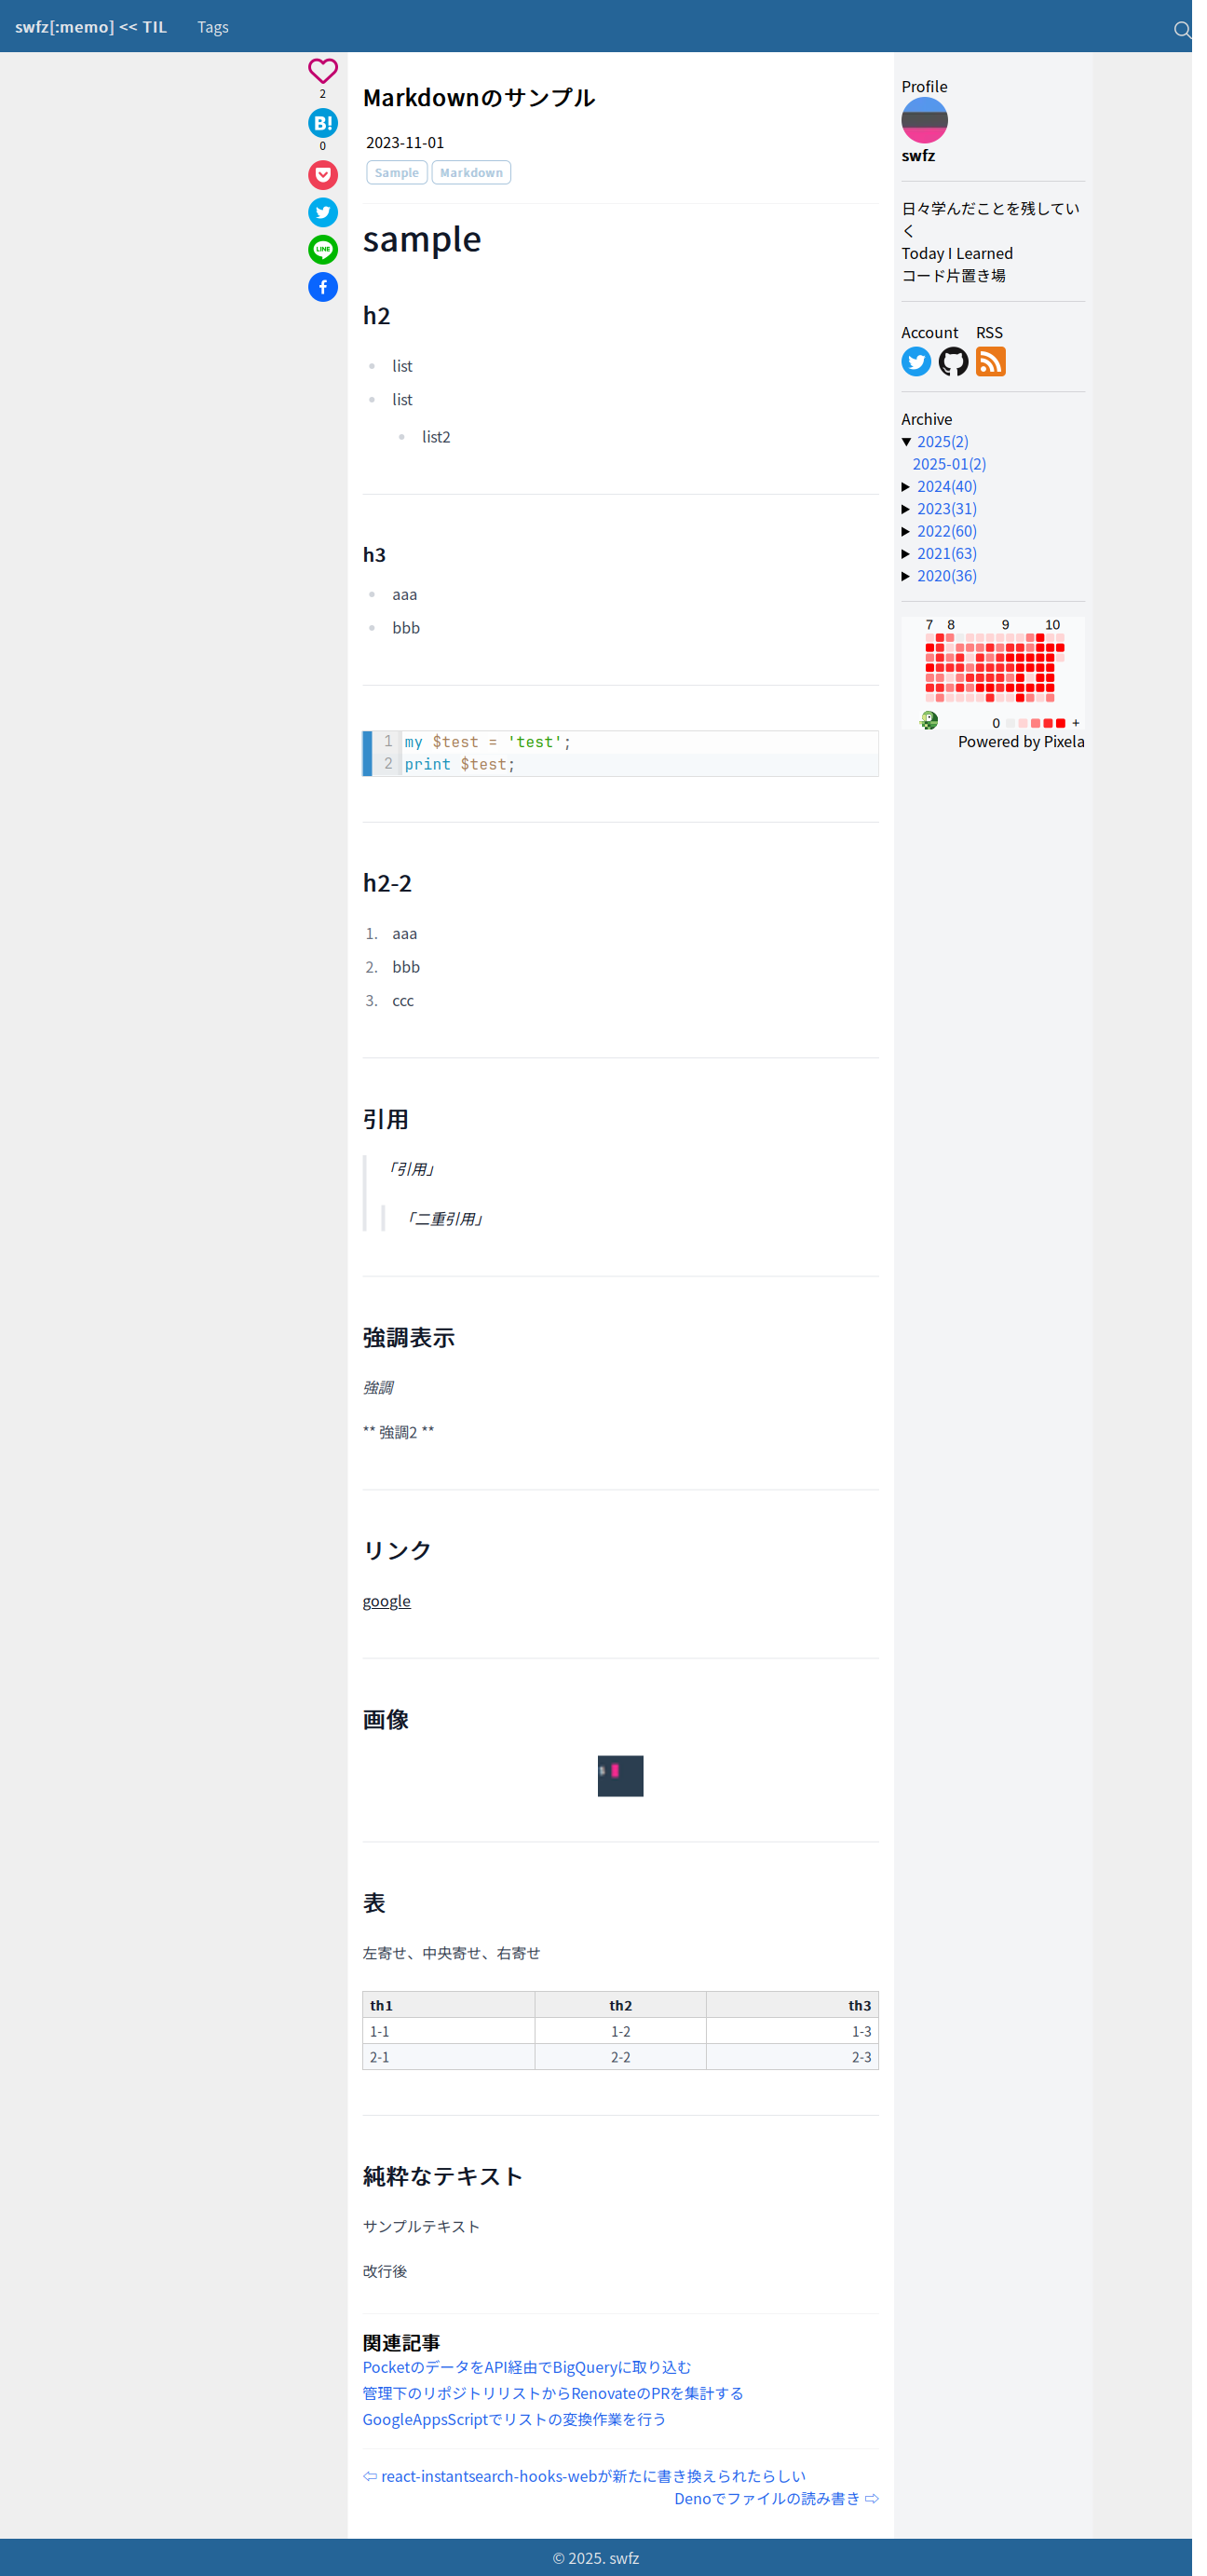 swfz[:memo] << TIL
Tags
2
B!
0
LINE
Markdownのサンプル
2023-11-01
Sample Markdown
sample
h2
list
list
list2
h3
aaa
bbb
1 my $test = 'test';
2 print $test;
h2-2
1. aaa
2. bbb
3. ccc
引用
「引用」
「二重引用」
強調表示
強調
** 強調2 **
リンク
google
画像
$
表
左寄せ、中央寄せ、右寄せ
th1 th2 th3
1-1 1-2 1-3
2-1 2-2 2-3
純粋なテキスト
サンプルテキスト
改行後
関連記事
PocketのデータをAPI経由でBigQueryに取り込む
管理下のリポジトリリストからRenovateのPRを集計する
GoogleAppsScriptでリストの変換作業を行う
⇦ react-instantsearch-hooks-webが新たに書き換えられたらしい
Denoでファイルの読み書き ⇨
Profile
swfz
日々学んだことを残してい
く
Today I Learned
コード片置き場
Account RSS
Archive
▼ 2025(2)
2025-01(2)
▶ 2024(40)
▶ 2023(31)
▶ 2022(60)
▶ 2021(63)
▶ 2020(36)
7 8 9 10
0 +
Powered by Pixela
© 2025. swfz